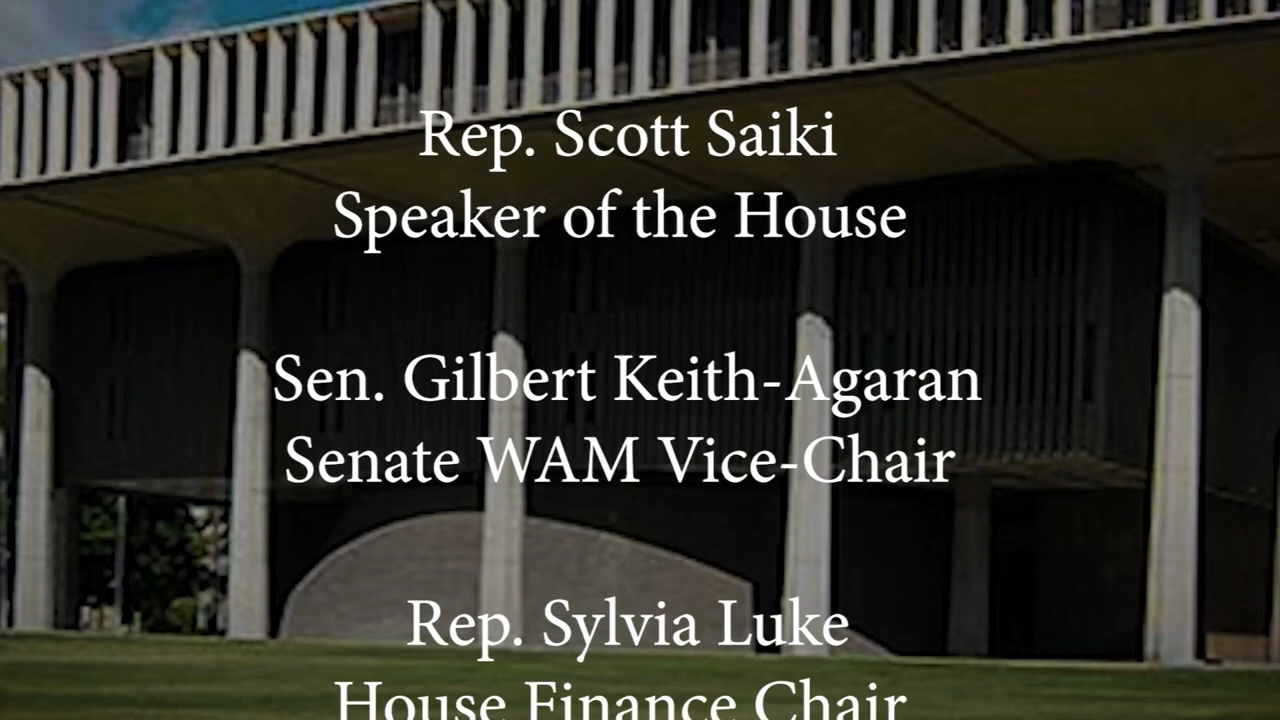 Rep. Scott Saiki
Speaker of the House
Sen. Gilbert Keith-Agaran
Senate WAM Vice-Chair
Rep. Sylvia Luke
House Finance Chair